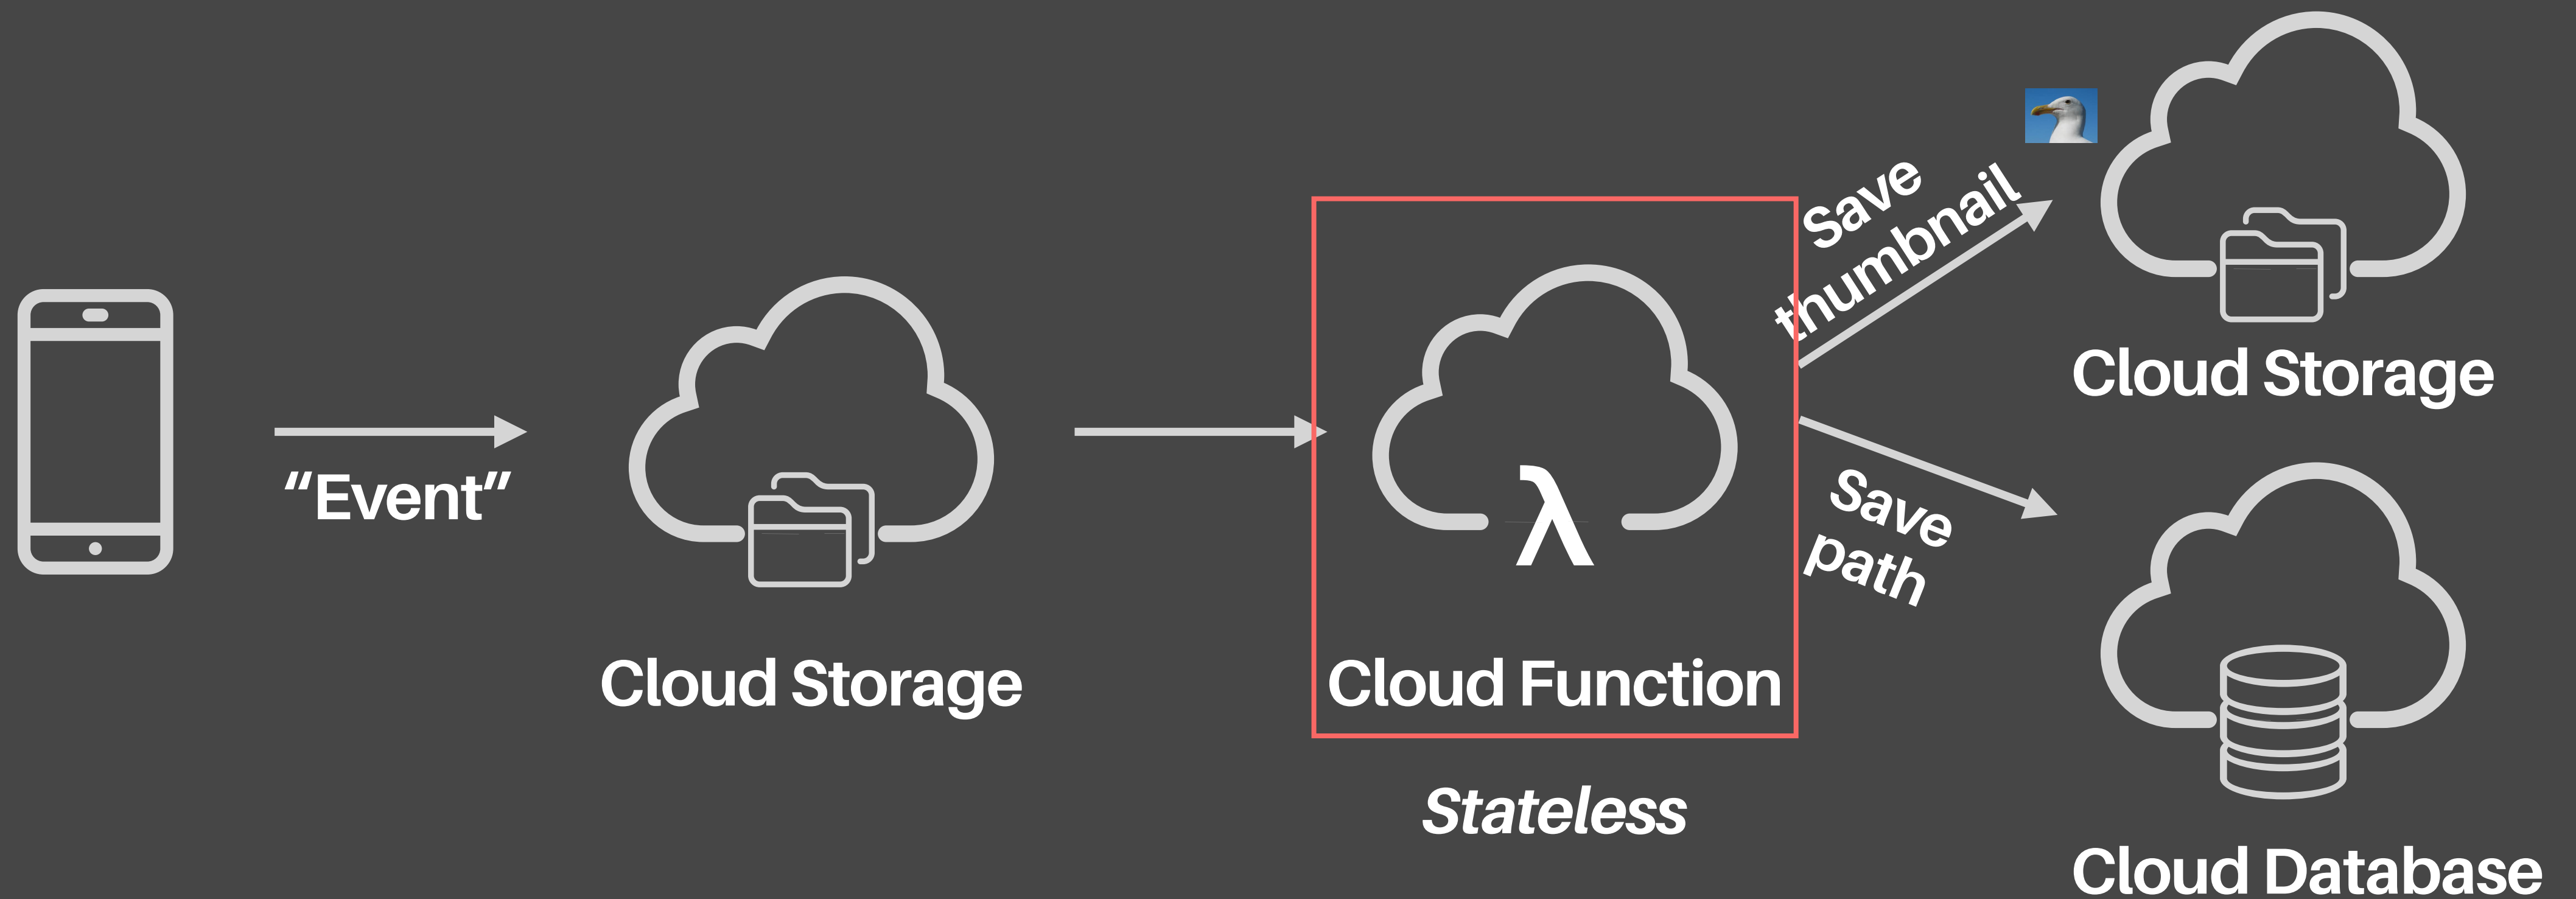 “Event”
Cloud Storage
λ
Cloud Function
Stateless
Save
thumbnail
Cloud Storage
Save
path
Cloud Database